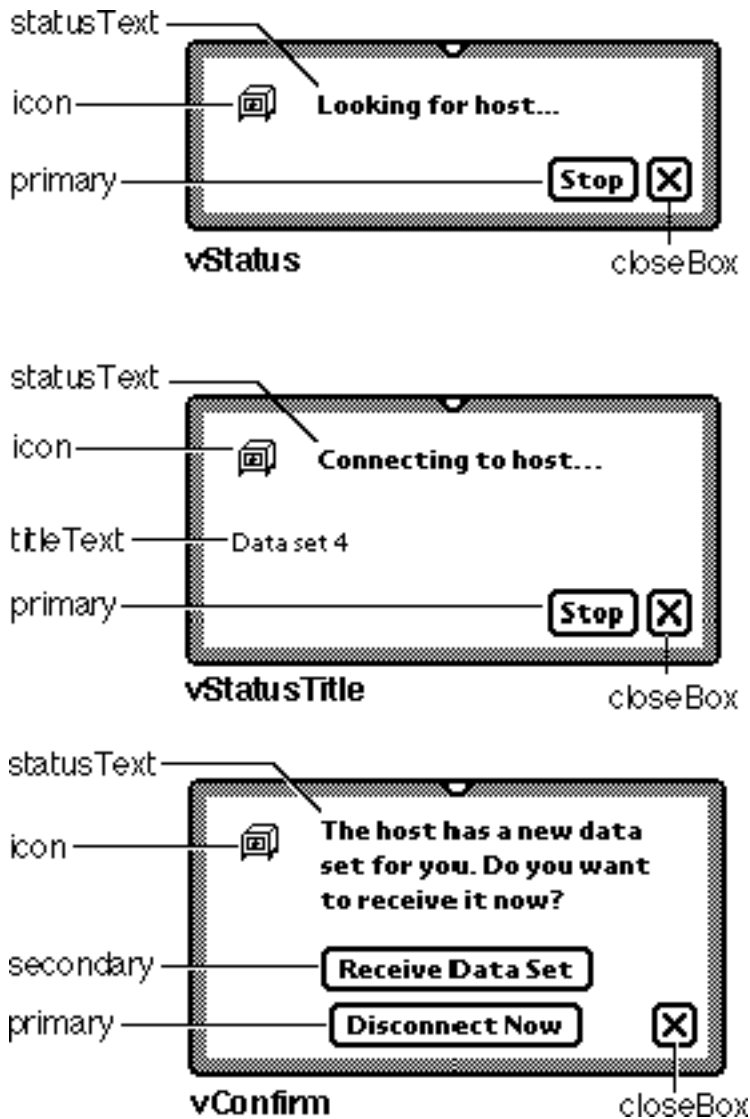 statusText
icon
Looking for host...
primary
Stop
vStatus
closeBox
statusText
icon
Connecting to host...
titleText
Data set 4
primary
Stop
vStatusTitle
closeBox
statusText
The host has a new data
icon
set for you. Do you want
to receive it now?
secondary
Receive Data Set
primary
Disconnect Now
vConfirm
closeBox